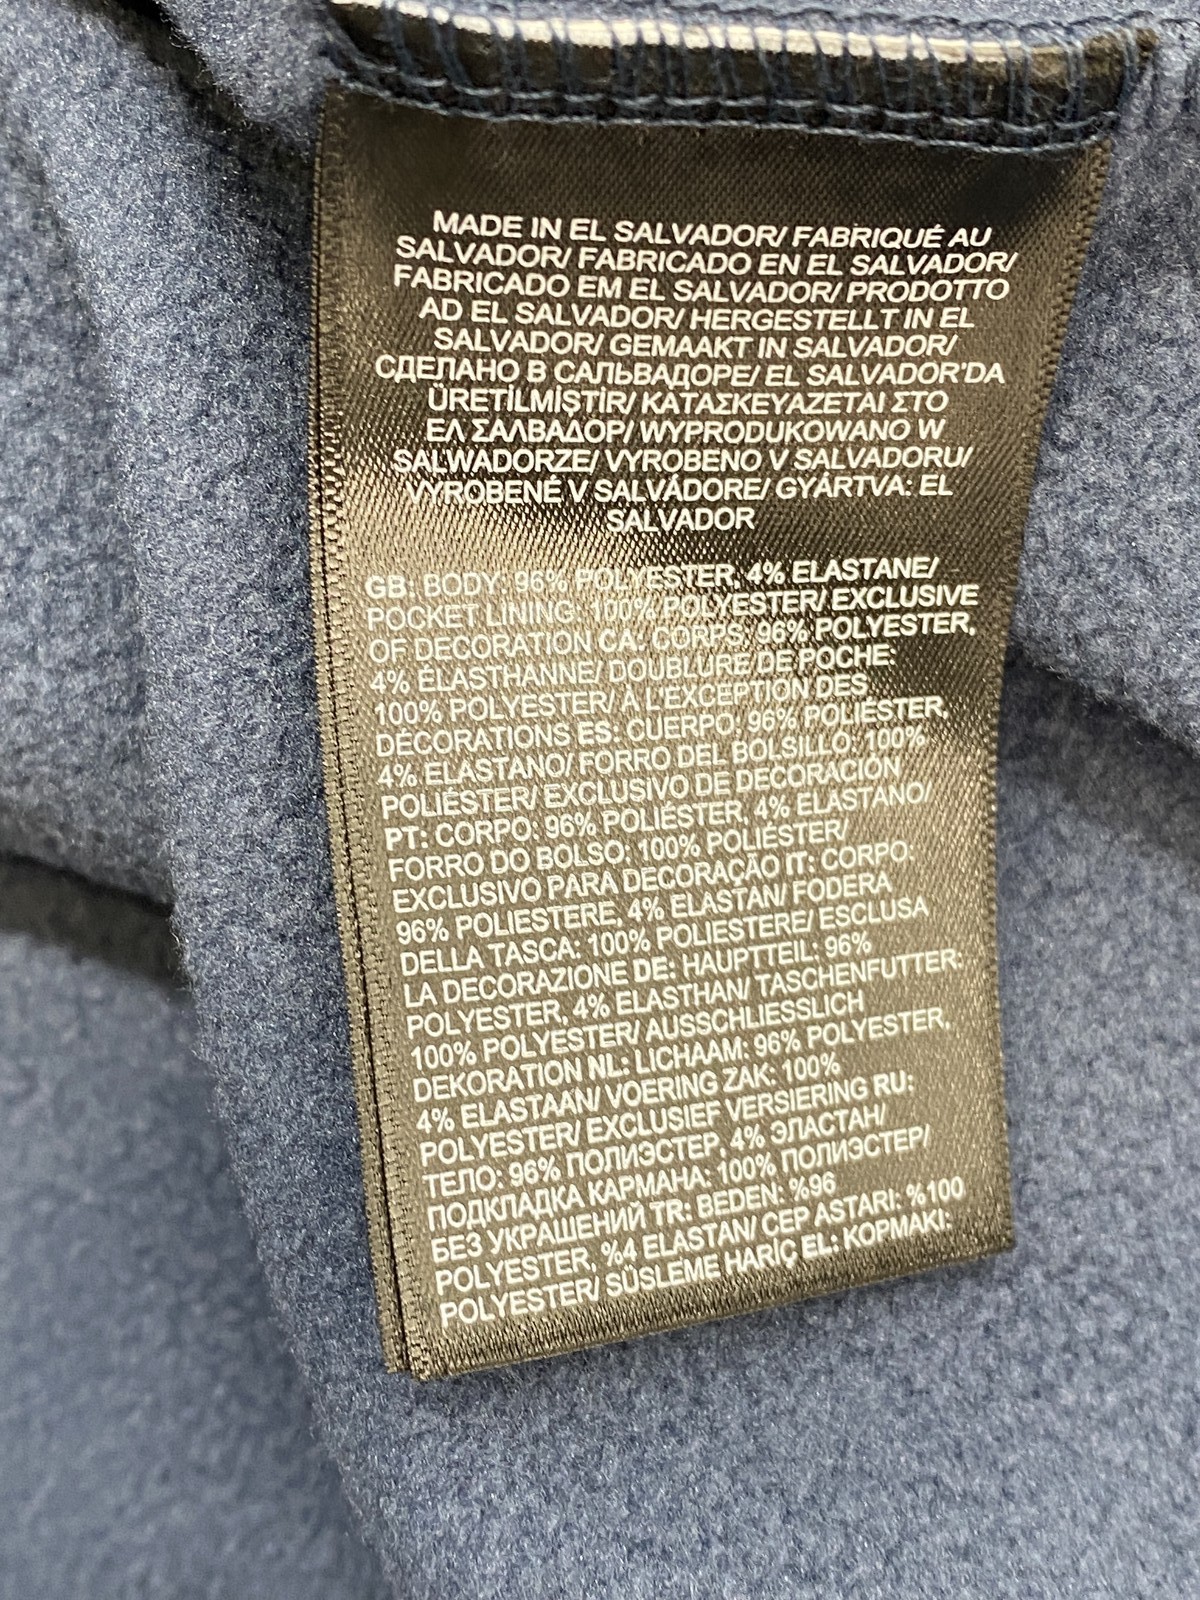 MADE IN EL SALVADOR/ FABRIQUÉ AU
SALVADOR/ FABRICADO EN EL SALVADOR/
FABRICADO EM EL SALVADOR/ PRODOTTO
AD EL SALVADOR/ HERGESTELLT IN EL
SALVADOR/ GEMAAKT IN SALVADOR/
СДЕЛАНО В САЛЬВАДОРЕ/ EL SALVADOR'DA
ÜRETİLMİŞTİR/ ΚΑΤΑΣΚΕΥΑΖΕΤΑΙ ΣΤΟ
ΕΛ ΣΑΛΒΑΔΟΡ/ WYPRODUKOWANO W
SALWADORZE/ VYROBENO V SALVADORU/
VYROBENÉ V SALVÁDORE/ GYÁRTVA: EL
SALVADOR
GB: BODY: 96% POLYESTER, 4% ELASTANE/
POCKET LINING: 100% POLYESTER/ EXCLUSIVE
OF DECORATION CA: CORPS: 96% POLYESTER,
4% ÉLASTHANNE/ DOUBLURE DE POCHE:
100% POLYESTER/ À L'EXCEPTION DES
DÉCORATIONS ES: CUERPO: 96% POLIÉSTER,
4% ELASTANO/ FORRO DEL BOLSILLO: 100%
POLIÉSTER/ EXCLUSIVO DE DECORACIÓN
PT: CORPO: 96% POLIÉSTER, 4% ELASTANO/
FORRO DO BOLSO: 100% POLIÉSTER/
EXCLUSIVO PARA DECORAÇÃO IT: CORPO:
96% POLIESTERE, 4% ELASTAN/ FODERA
DELLA TASCA: 100% POLIESTERE/ ESCLUSA
LA DECORAZIONE DE: HAUPTTEIL: 96%
POLYESTER, 4% ELASTHAN/ TASCHENFUTTER:
100% POLYESTER/ AUSSCHLIESSLICH
DEKORATION NL: LICHAAM: 96% POLYESTER,
4% ELASTAAN/ VOERING ZAK: 100%
POLYESTER/ EXCLUSIEF VERSIERING RU:
ТЕЛО: 96% ПОЛИЭСТЕР, 4% ЭЛАСТАН/
ПОДКЛАДКА КАРМАНА: 100% ПОЛИЭСТЕР/
БЕЗ УКРАШЕНИЙ TR: BEDEN: %96
POLYESTER, %4 ELASTAN/ CEP ASTARI: %100
POLYESTER/ SÜSLEME HARİÇ EL: ΚΟΡΜΑΚΙ: